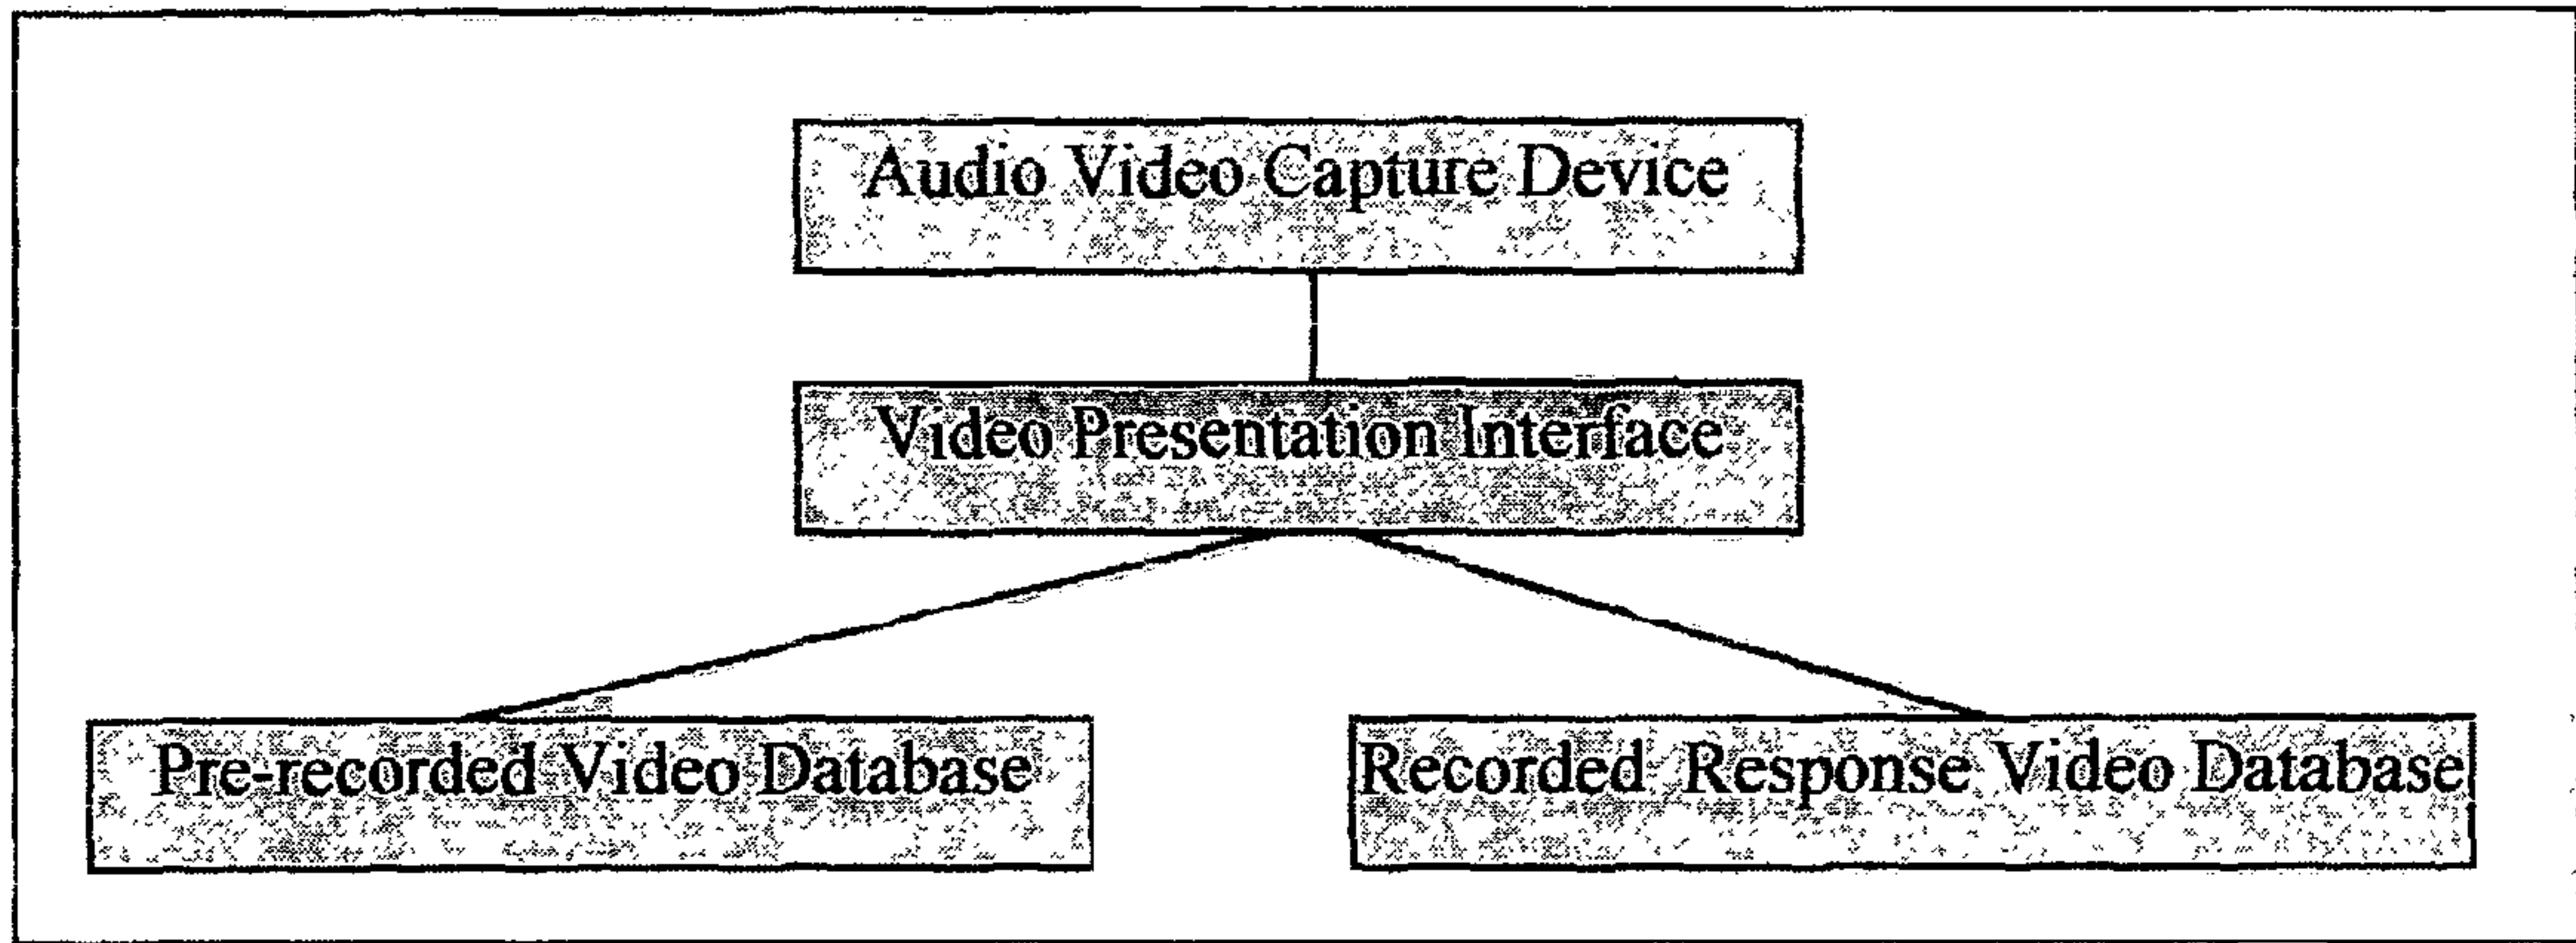 Audio Video Capture Device
Video Presentation Interface
Pre-recorded Video Database
Recorded Response Video Database